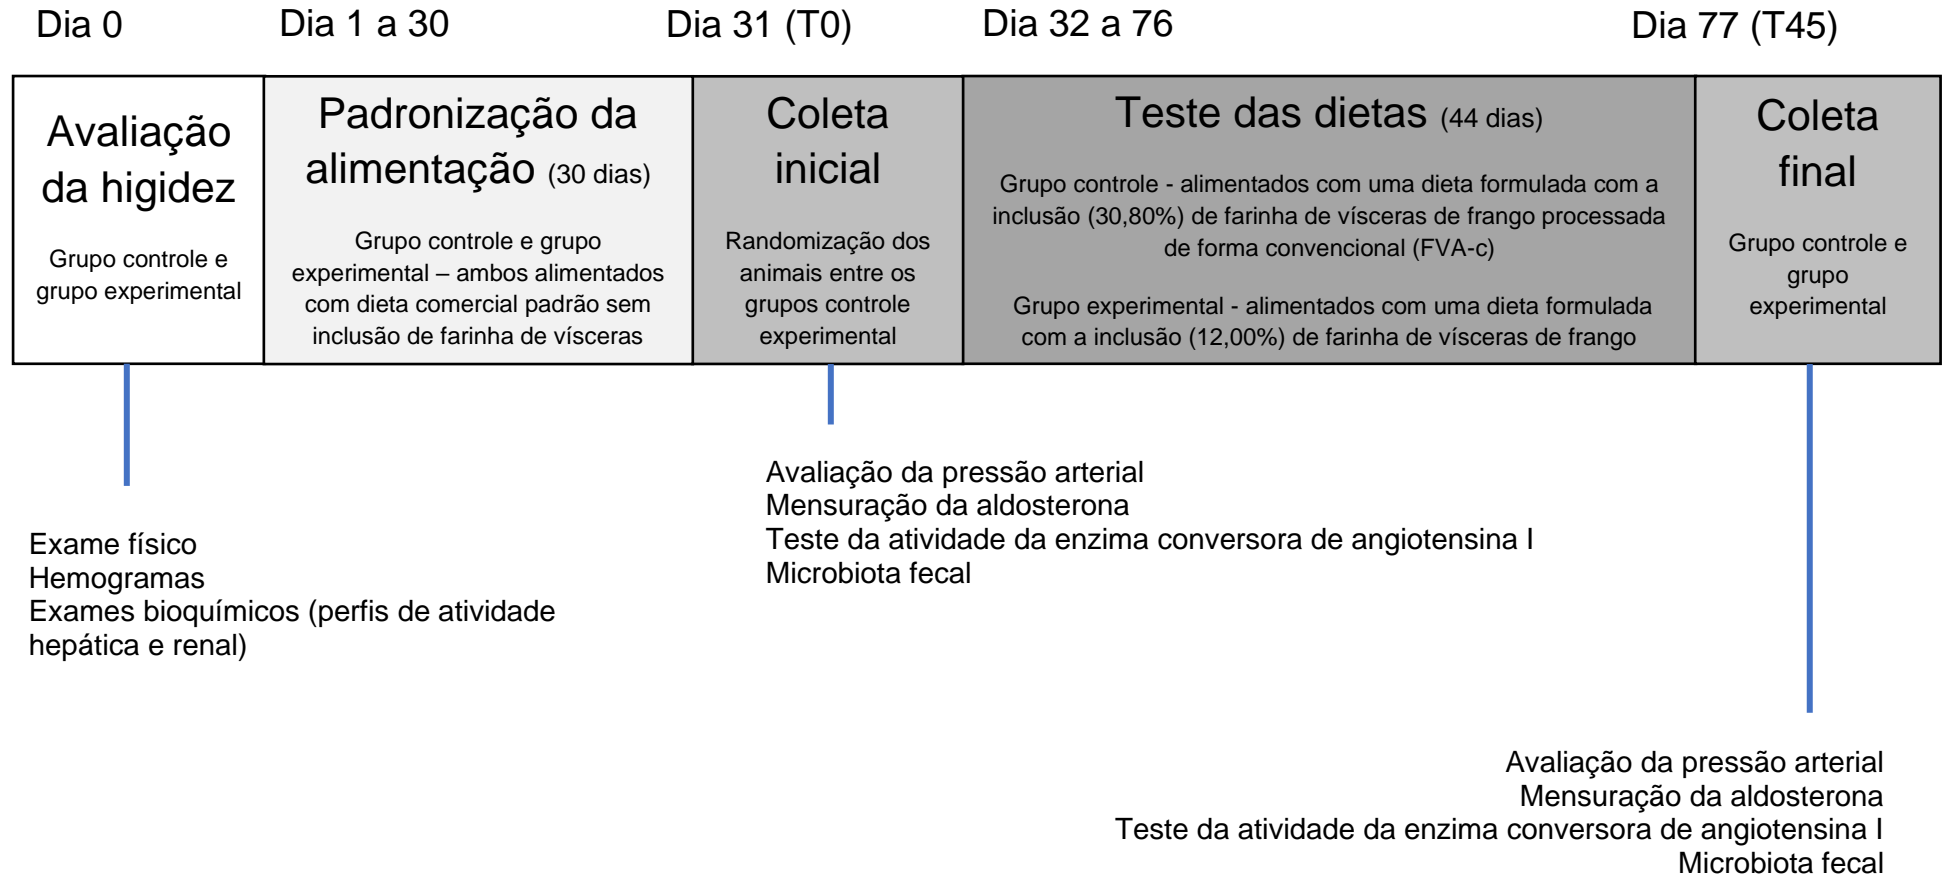 Dia 0
Dia 1 a 30
Dia 31 (T0)
Dia 32 a 76
Dia 77 (T45)
Avaliação
da higidez
Grupo controle e
grupo experimental
Padronização da
alimentação (30 dias)
Grupo controle e grupo
experimental – ambos alimentados
com dieta comercial padrão sem
inclusão de farinha de vísceras
Coleta
inicial
Randomização dos
animais entre os
grupos controle
experimental
Teste das dietas (44 dias)
Grupo controle - alimentados com uma dieta formulada com a
inclusão (30,80%) de farinha de vísceras de frango processada
de forma convencional (FVA-c)
Grupo experimental - alimentados com uma dieta formulada
com a inclusão (12,00%) de farinha de vísceras de frango
Coleta
final
Grupo controle e
grupo
experimental
Exame físico
Hemogramas
Exames bioquímicos (perfis de atividade
hepática e renal)
Avaliação da pressão arterial
Mensuração da aldosterona
Teste da atividade da enzima conversora de angiotensina I
Microbiota fecal
Avaliação da pressão arterial
Mensuração da aldosterona
Teste da atividade da enzima conversora de angiotensina I
Microbiota fecal